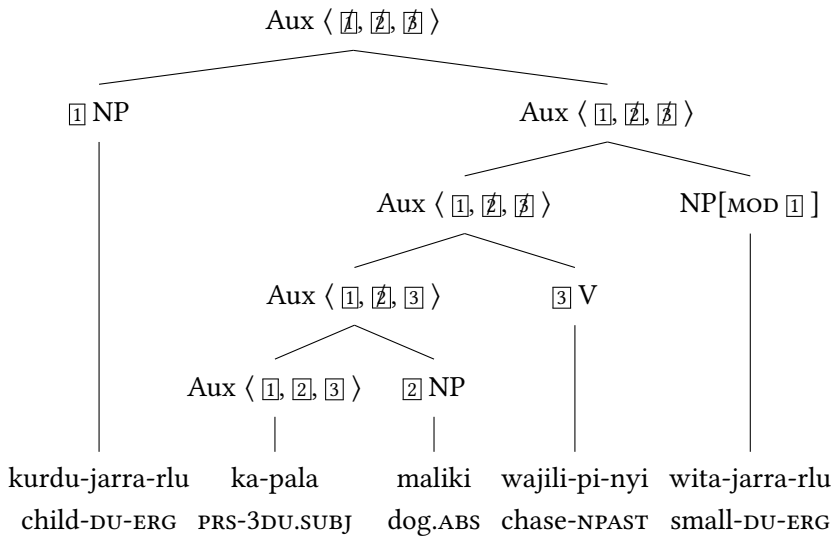 Aux ⟨ 1̸, 2̸, 3̸ ⟩
1 NP Aux ⟨ 1, 2̸, 3̸ ⟩
Aux ⟨ 1, 2̸, 3̸ ⟩ NP[MOD 1 ]
Aux ⟨ 1, 2̸, 3 ⟩ 3 V
Aux ⟨ 1, 2, 3 ⟩ 2 NP
kurdu-jarra-rlu ka-pala maliki wajili-pi-nyi wita-jarra-rlu
child-DU-ERG PRS-3DU.SUBJ dog.ABS chase-NPAST small-DU-ERG